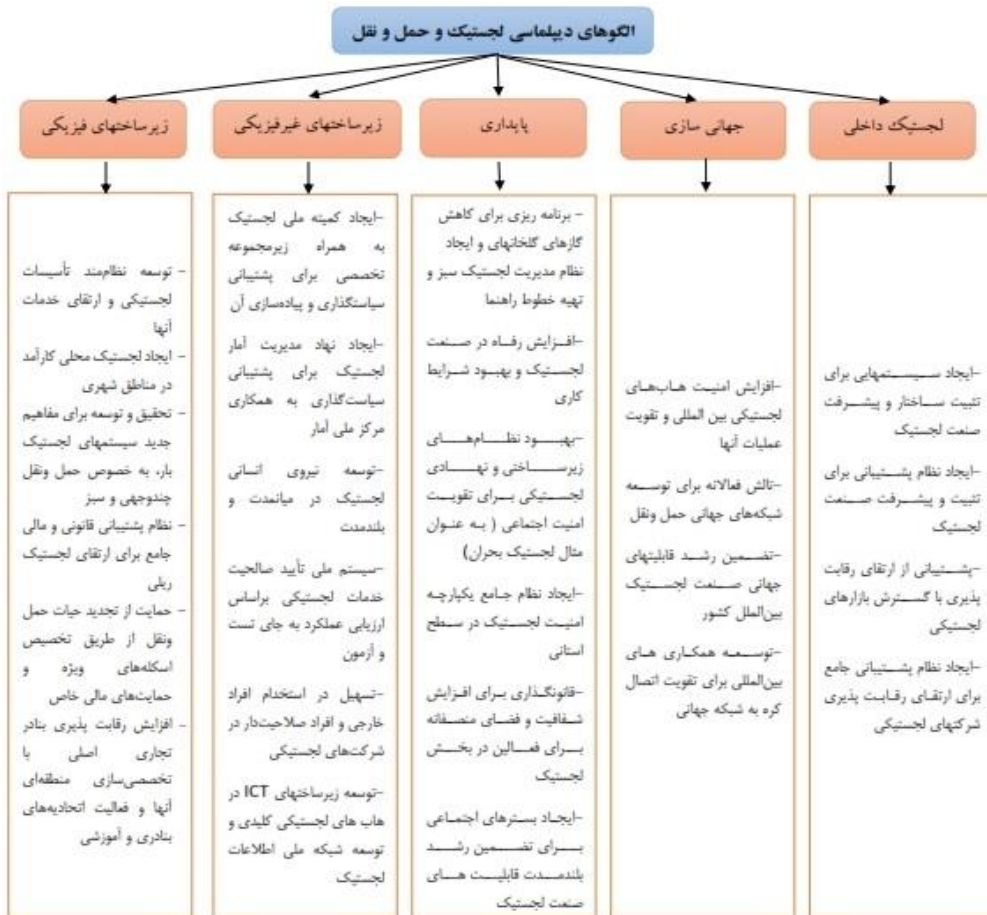 الگوهای دیپلماسی لجستیک و حمل و نقل
لجستیک داخلی
جهانی سازی
پایداری
زیرساختهای غیرفیزیکی
زیرساختهای فیزیکی
-ایجاد سیستمهایی برای
تثبیت ساختار و پیشرفت
صنعت لجستیک
-ایجاد نظام پشتیبانی برای
تثبیت و پیشرفت صنعت
لجستیک
-پشتیبانی از ارتقای رقابت
پذیری با گسترش بازارهای
لجستیکی
-ایجاد نظام پشتیبانی جامع
برای ارتقای رقابت پذیری
شرکتهای لجستیکی
-افزایش امنیت هاب‌های
لجستیکی بین المللی و تقویت
عملیات آنها
-تالش فعالانه برای توسعه
شبکه‌های جهانی حمل ونقل
-تضمین رشد قابلیتهای
جهانی صنعت لجستیک
بین‌الملل کشور
-توسعه همکاری های
بین‌المللی برای تقویت اتصال
کره به شبکه جهانی
- برنامه ریزی برای کاهش
گازهای گلخانهای و ایجاد
نظام مدیریت لجستیک سبز و
تهیه خطوط راهنما
-افزایش رفاه در صنعت
لجستیک و بهبود شرایط
کاری
-بهبود نظام‌های
زیرساختی و نهادی
لجستیکی برای تقویت
امنیت اجتماعی ( به عنوان
مثال لجستیک بحران)
-ایجاد نظام جامع یکپارچه
امنیت لجستیک در سطح
استانی
-قانونگذاری برای افزایش
شفافیت و فضای منصفانه
برای فعالین در بخش
لجستیک
-ایجاد بسترهای اجتماعی
برای تضمین رشد
بلندمدت قابلیت های
صنعت لجستیک
-ایجاد کمیته ملی لجستیک
به همراه زیرمجموعه
تخصصی برای پشتیبانی
سیاستگذاری و پیاده‌سازی آن
-ایجاد نهاد مدیریت آمار
لجستیک برای پشتیبانی
سیاست‌گذاری به همکاری
مرکز ملی آمار
-توسعه نیروی انسانی
لجستیک در میانمدت و
بلندمدت
-سیستم ملی تأیید صالحیت
خدمات لجستیکی براساس
ارزیابی عملکرد به جای تست
و آزمون
-تسهیل در استخدام افراد
خارجی و افراد صلاحیت‌دار در
شرکت‌های لجستیکی
-توسعه زیرساختهای ICT در
هاب های لجستیکی کلیدی و
توسعه شبکه ملی اطلاعات
لجستیک
- توسعه نظام‌مند تأسیسات
لجستیکی و ارتقای خدمات
آنها
- ایجاد لجستیک محلی کارآمد
در مناطق شهری
- تحقیق و توسعه برای مفاهیم
جدید سیستمهای لجستیک
بار، به خصوص حمل ونقل
چندوجهی و سبز
- نظام پشتیبانی قانونی و مالی
جامع برای ارتقای لجستیک
ریلی
- حمایت از تجدید حیات حمل
ونقل از طریق تخصیص
اسکله‌های ویژه و
حمایت‌های مالی خاص
- افزایش رقابت پذیری بنادر
تجاری اصلی با
تخصصی‌سازی منطقه‌ای
آنها و فعالیت اتحادیه‌های
بنادری و آموزشی